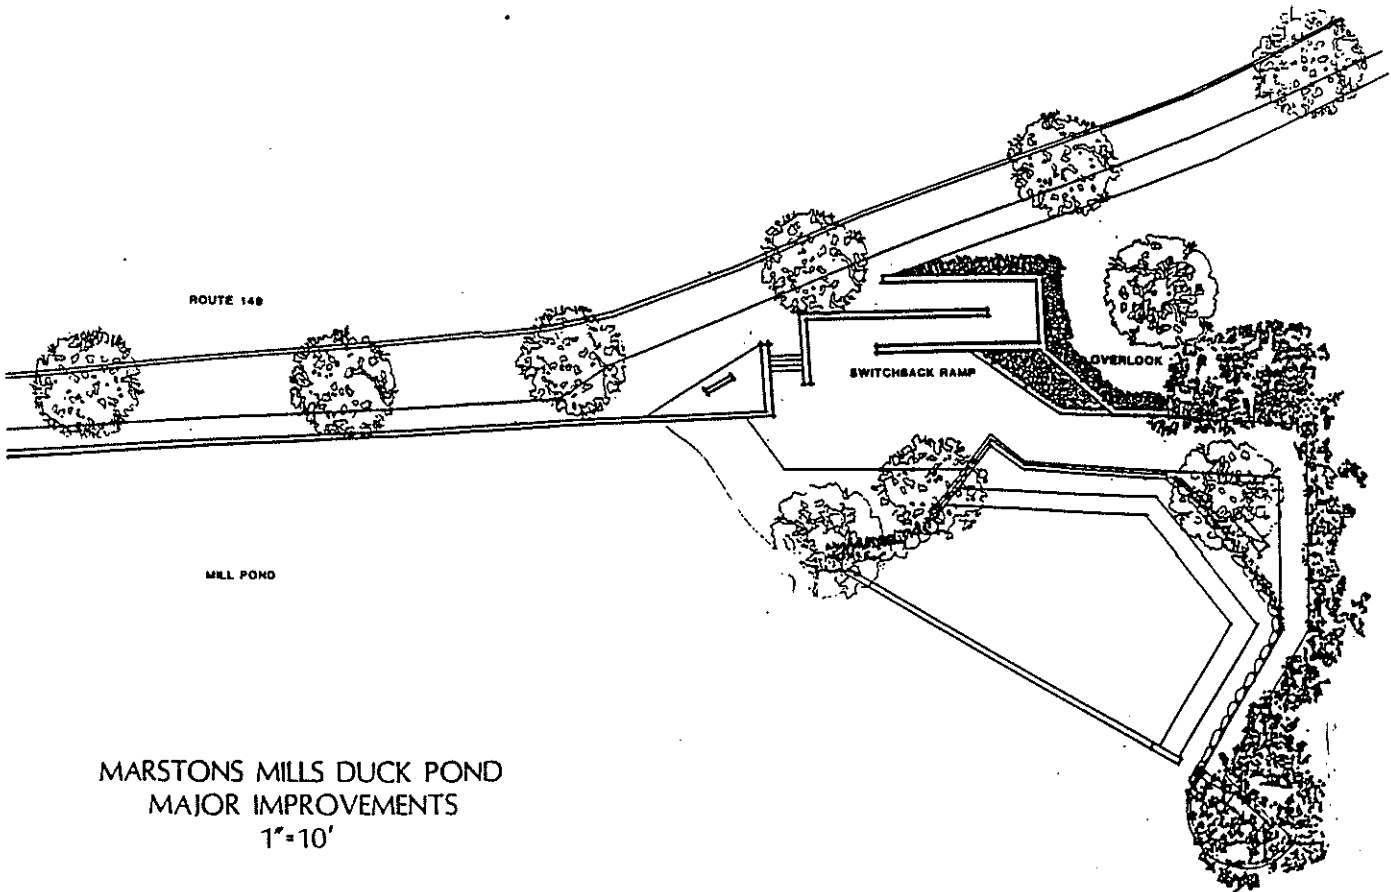 ROUTE 149
OVERLOOK
SWITCHBACK RAMP
MILL POND
MARSTONS MILLS DUCK POND
MAJOR IMPROVEMENTS
1"=10'